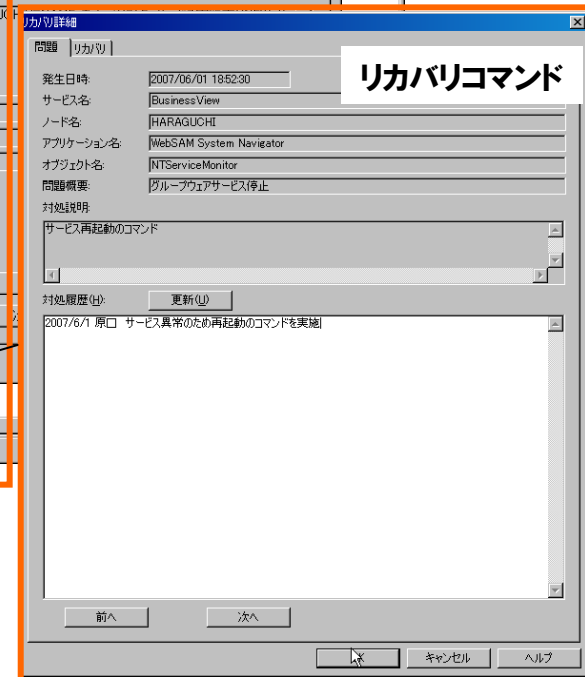 リカバリ詳細
問題 リカバリ
リカバリコマンド
発生日時: 2007/06/01 18:52:30
サービス名: BusinessView
ノード名: HARAGUCHI
アプリケーション名: WebSAM System Navigator
オブジェクト名: NTServiceMonitor
問題概要: グループウェアサービス停止
対処説明:
サービス再起動のコマンド
対処履歴(H): 更新(U)
2007/6/1 原口 サービス異常のため再起動のコマンドを実施
前へ 次へ
キャンセル ヘルプ